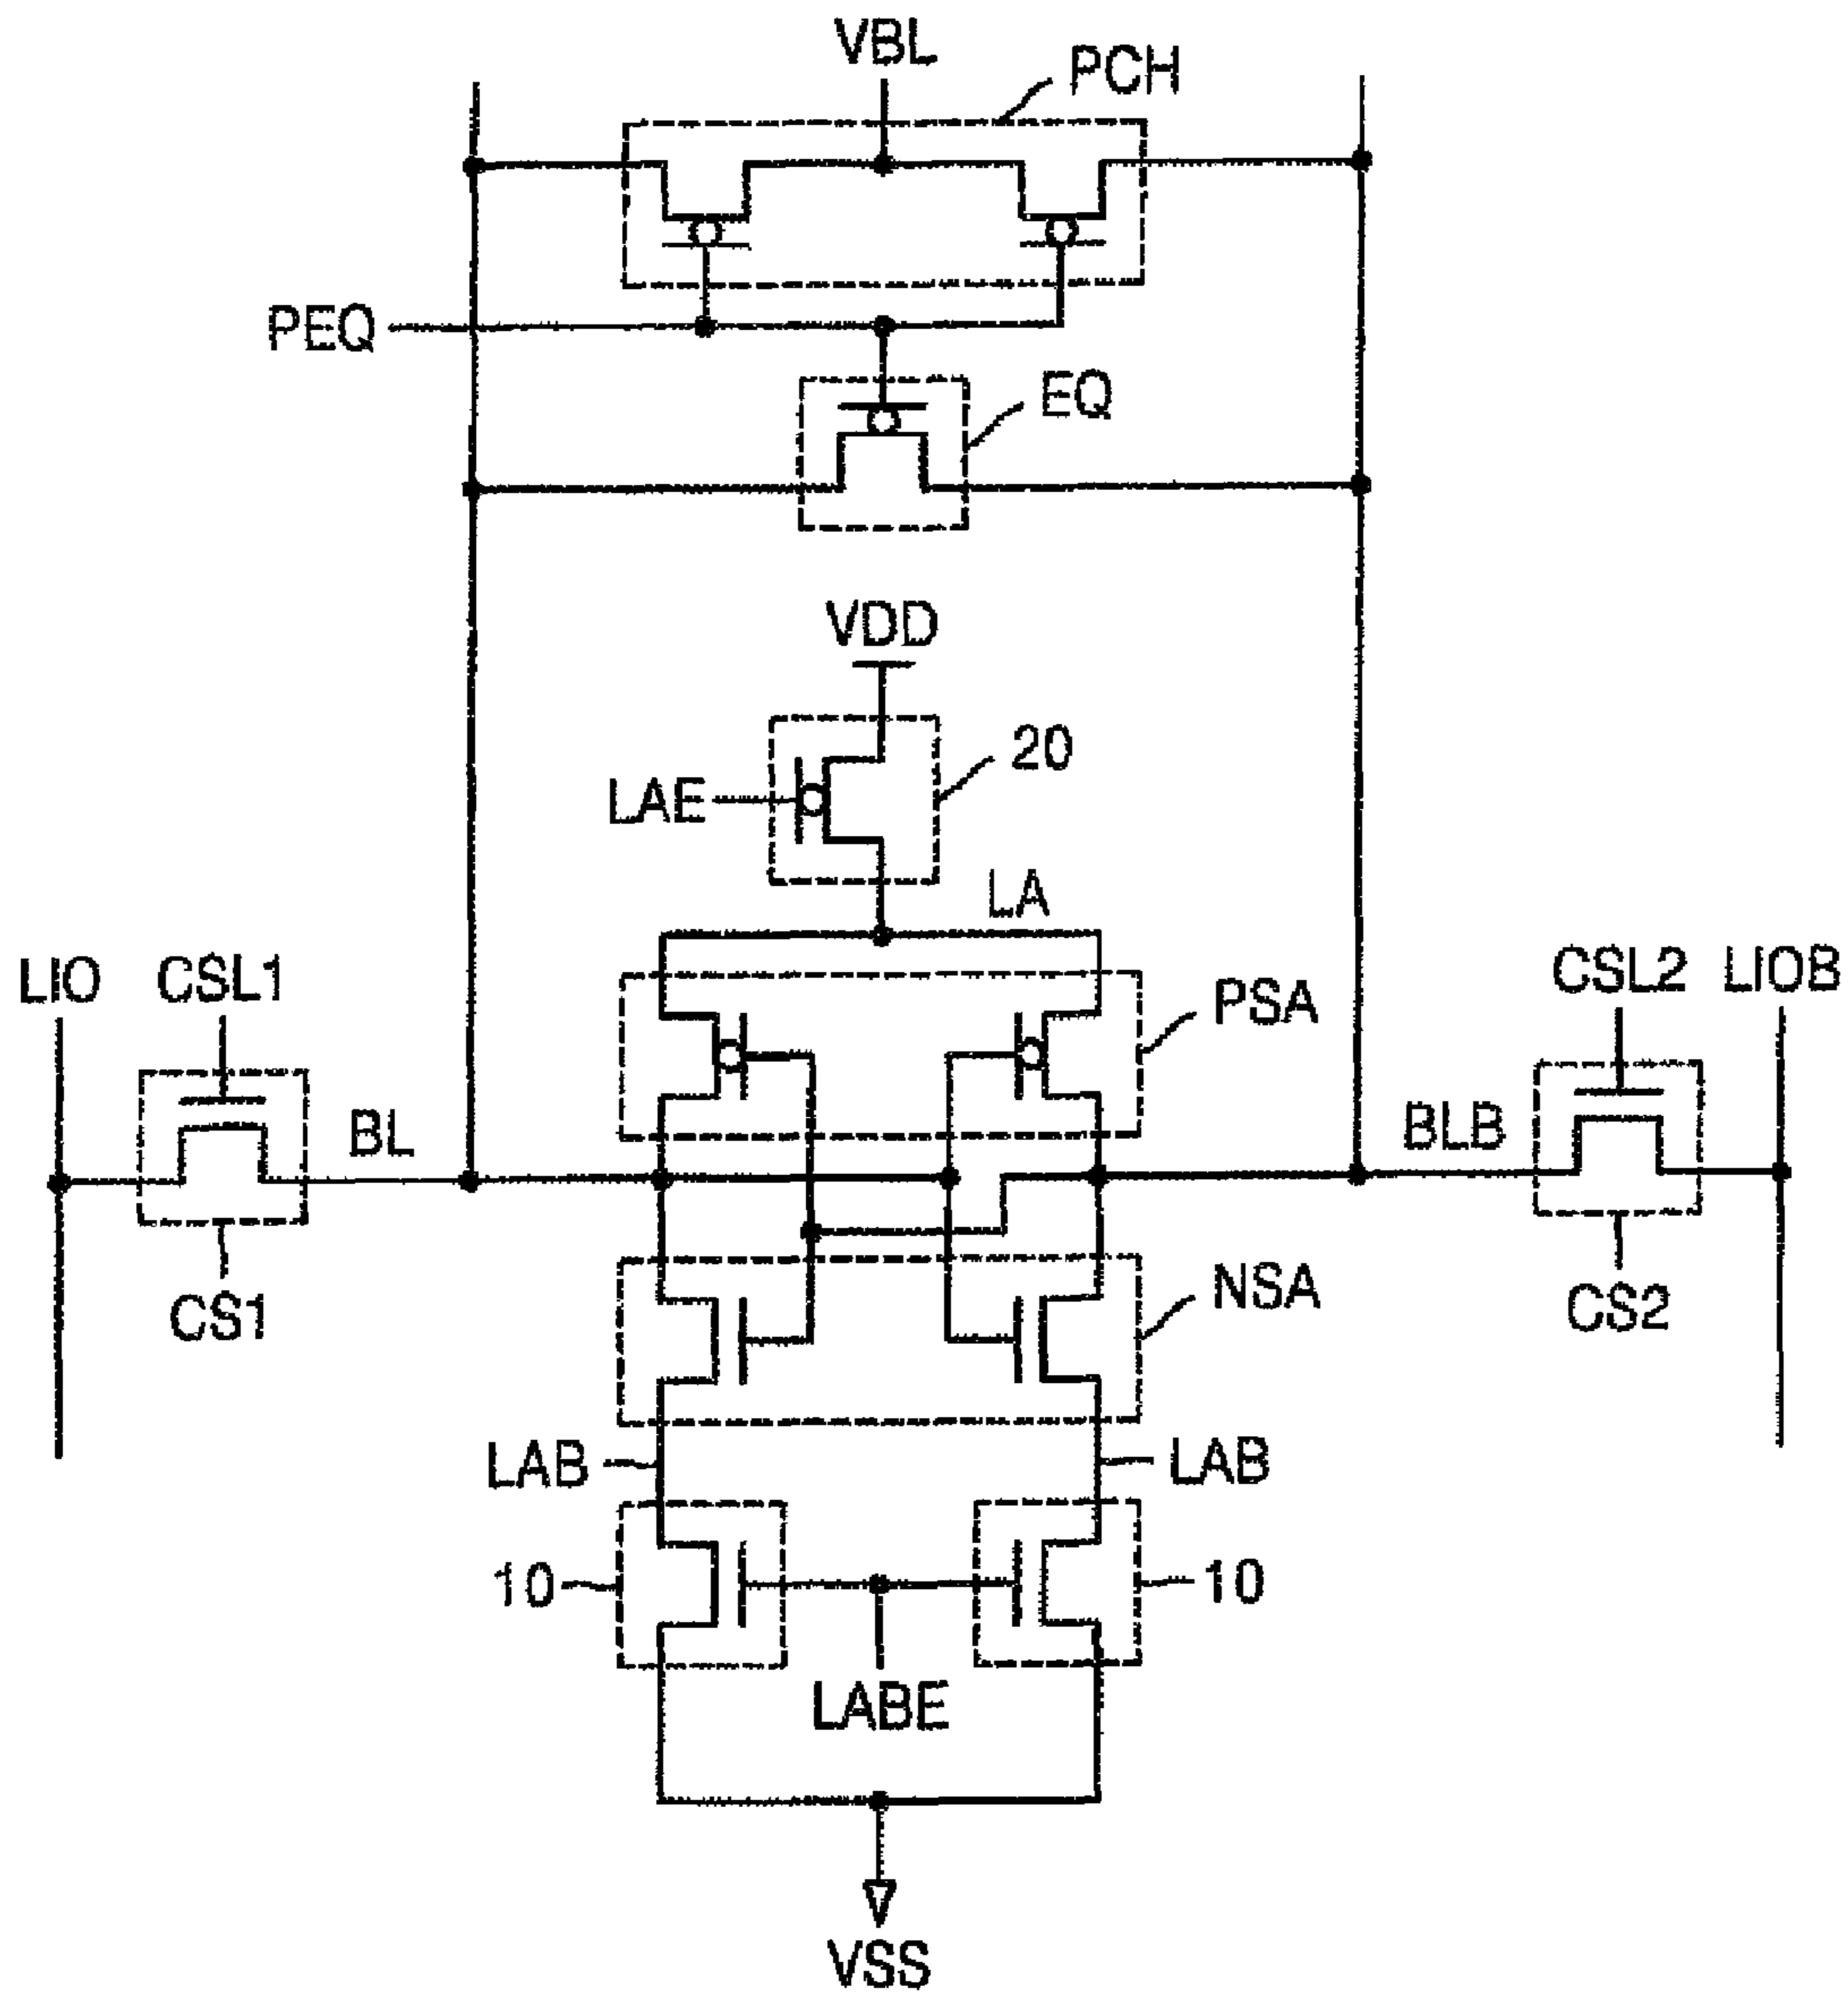 VBL
PCH
PEQ
EQ
VDD
20
LAE
LA
LIO
CSL1
CSL2
LIOB
PSA
BL
BLB
CS1
NSA
CS2
LAB
LAB
10
10
LABE
VSS